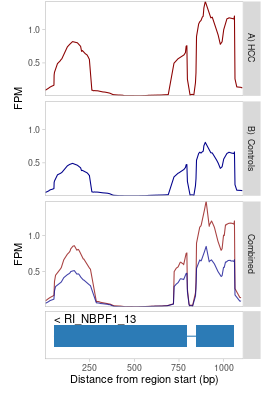 FPM
1.0
0.5
A) HCC
1.0
0.5
B) Controls
FPM
1.0
0.5
Combined
< RI_NBPF1_13
250
500
750
1000
Distance from region start (bp)